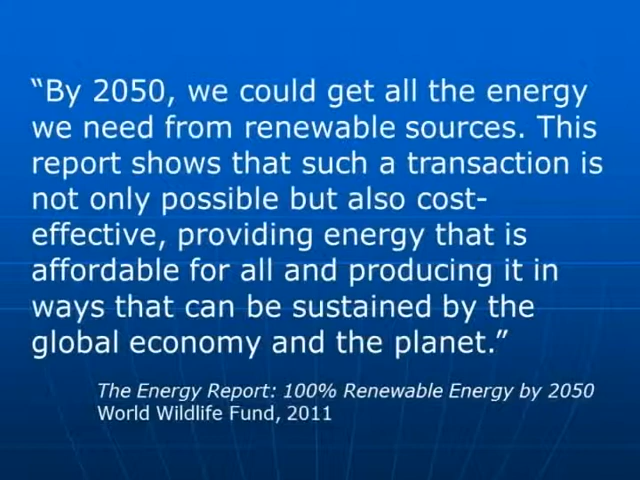 “By 2050, we could get all the energy
we need from renewable sources. This
report shows that such a transaction is
not only possible but also cost-
effective, providing energy that is
affordable for all and producing it in
ways that can be sustained by the
global economy and the planet.”
The Energy Report: 100% Renewable Energy by 2050
World Wildlife Fund, 2011